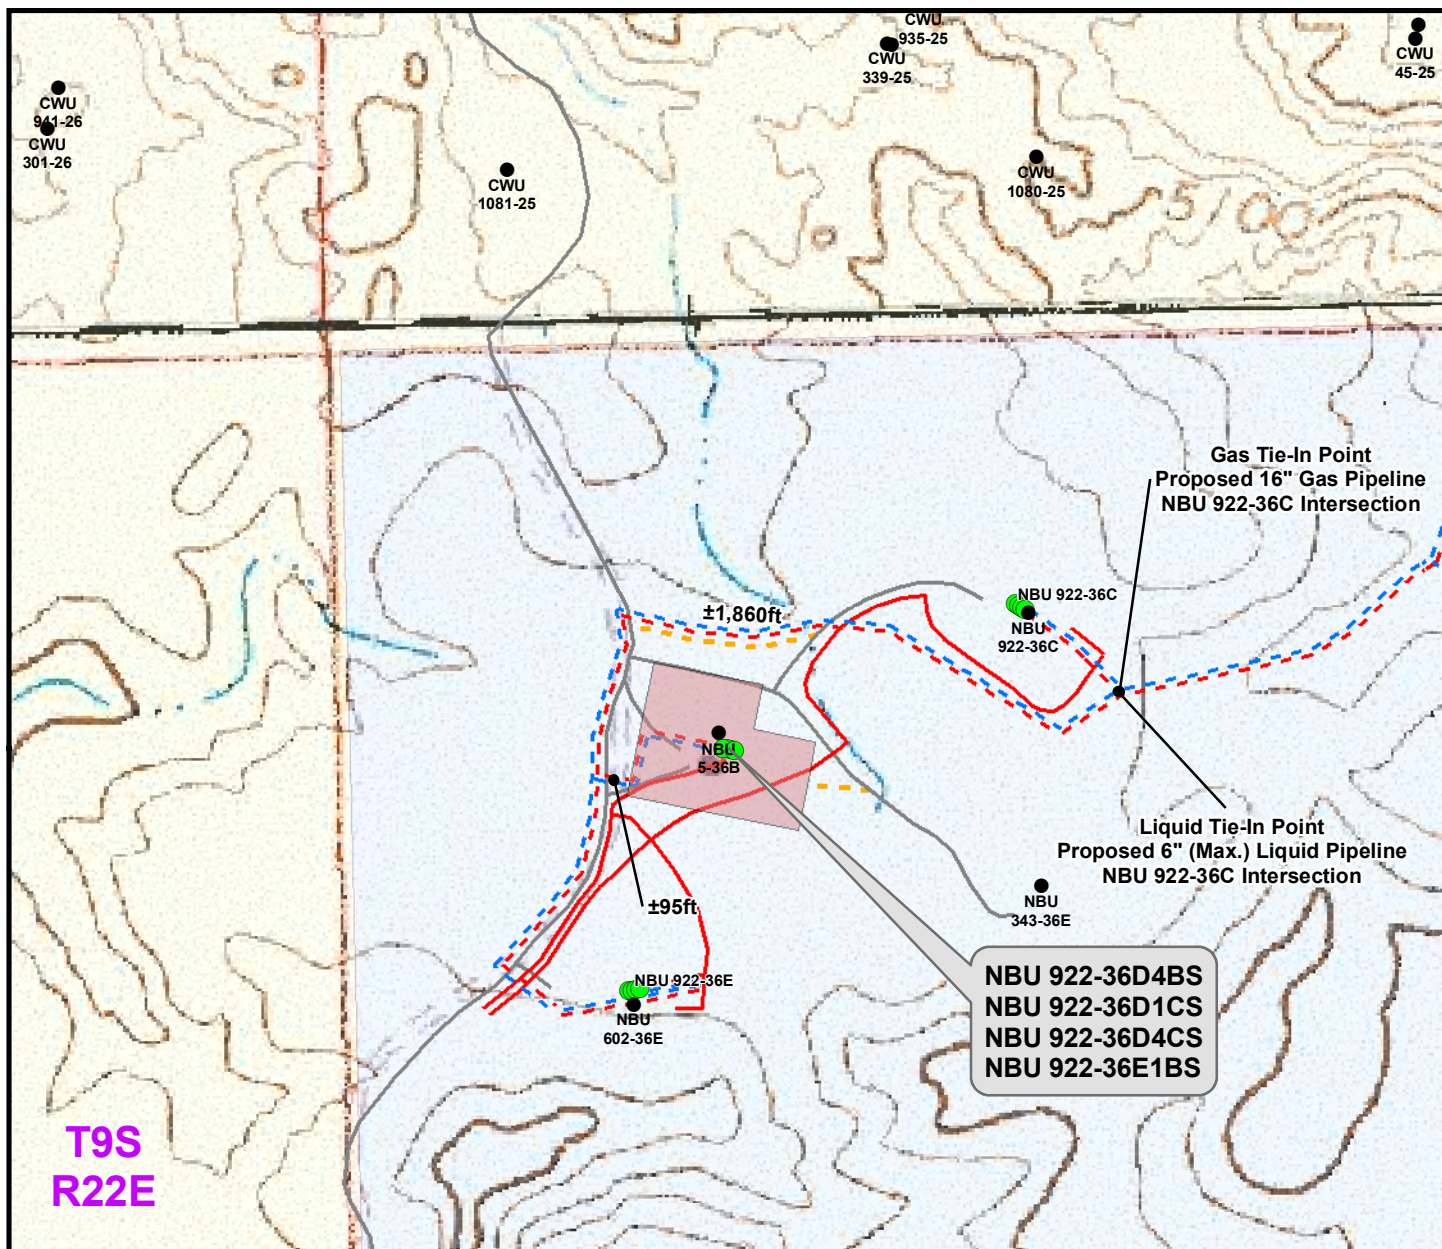 CWU
935-25
CWU
339-25
CWU
45-25
CWU
941-26
CWU
301-26
CWU
1081-25
CWU
1080-25
Gas Tie-In Point
Proposed 16" Gas Pipeline
NBU 922-36C Intersection
NBU 922-36C
NBU
922-36C
±1,860ft
NBU
5-36B
Liquid Tie-In Point
Proposed 6" (Max.) Liquid Pipeline
NBU 922-36C Intersection
±95ft
NBU
343-36E
NBU 922-36E
NBU
602-36E
NBU 922-36D4BS
NBU 922-36D1CS
NBU 922-36D4CS
NBU 922-36E1BS
T9S
R22E